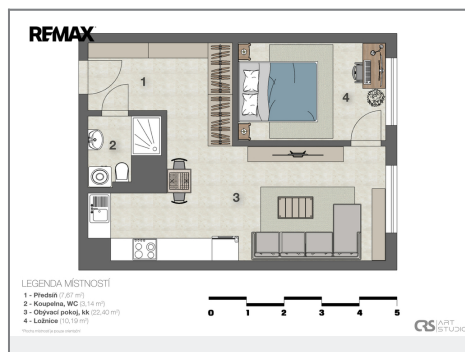 RE/MAX
1
4
2
3
LEGENDA MÍSTNOSTÍ
1 - Předsíň (7,67 m²)
2 - Koupelna, WC (3,14 m²)
3 - Obývací pokoj, kk (22,40 m²)
4 - Ložnice (10,19 m²)
0 1 2 3 4 5
CRS ART
STUDIO